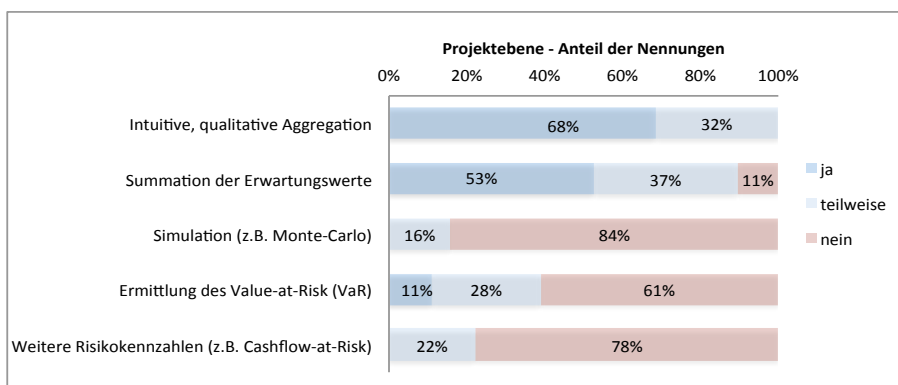 Projektebene - Anteil der Nennungen
0% 20% 40% 60% 80% 100%
Intuitive, qualitative Aggregation 68% 32%
Summation der Erwartungswerte 53% 37% 11%
Simulation (z.B. Monte-Carlo) 16% 84%
Ermittlung des Value-at-Risk (VaR) 11% 28% 61%
Weitere Risikokennzahlen (z.B. Cashflow-at-Risk) 22% 78%
ja
teilweise
nein